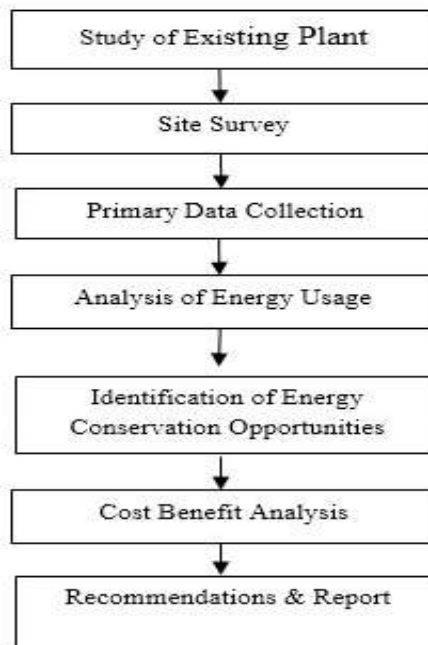 Study of Existing Plant
Site Survey
Primary Data Collection
Analysis of Energy Usage
Identification of Energy
Conservation Opportunities
Cost Benefit Analysis
Recommendations & Report